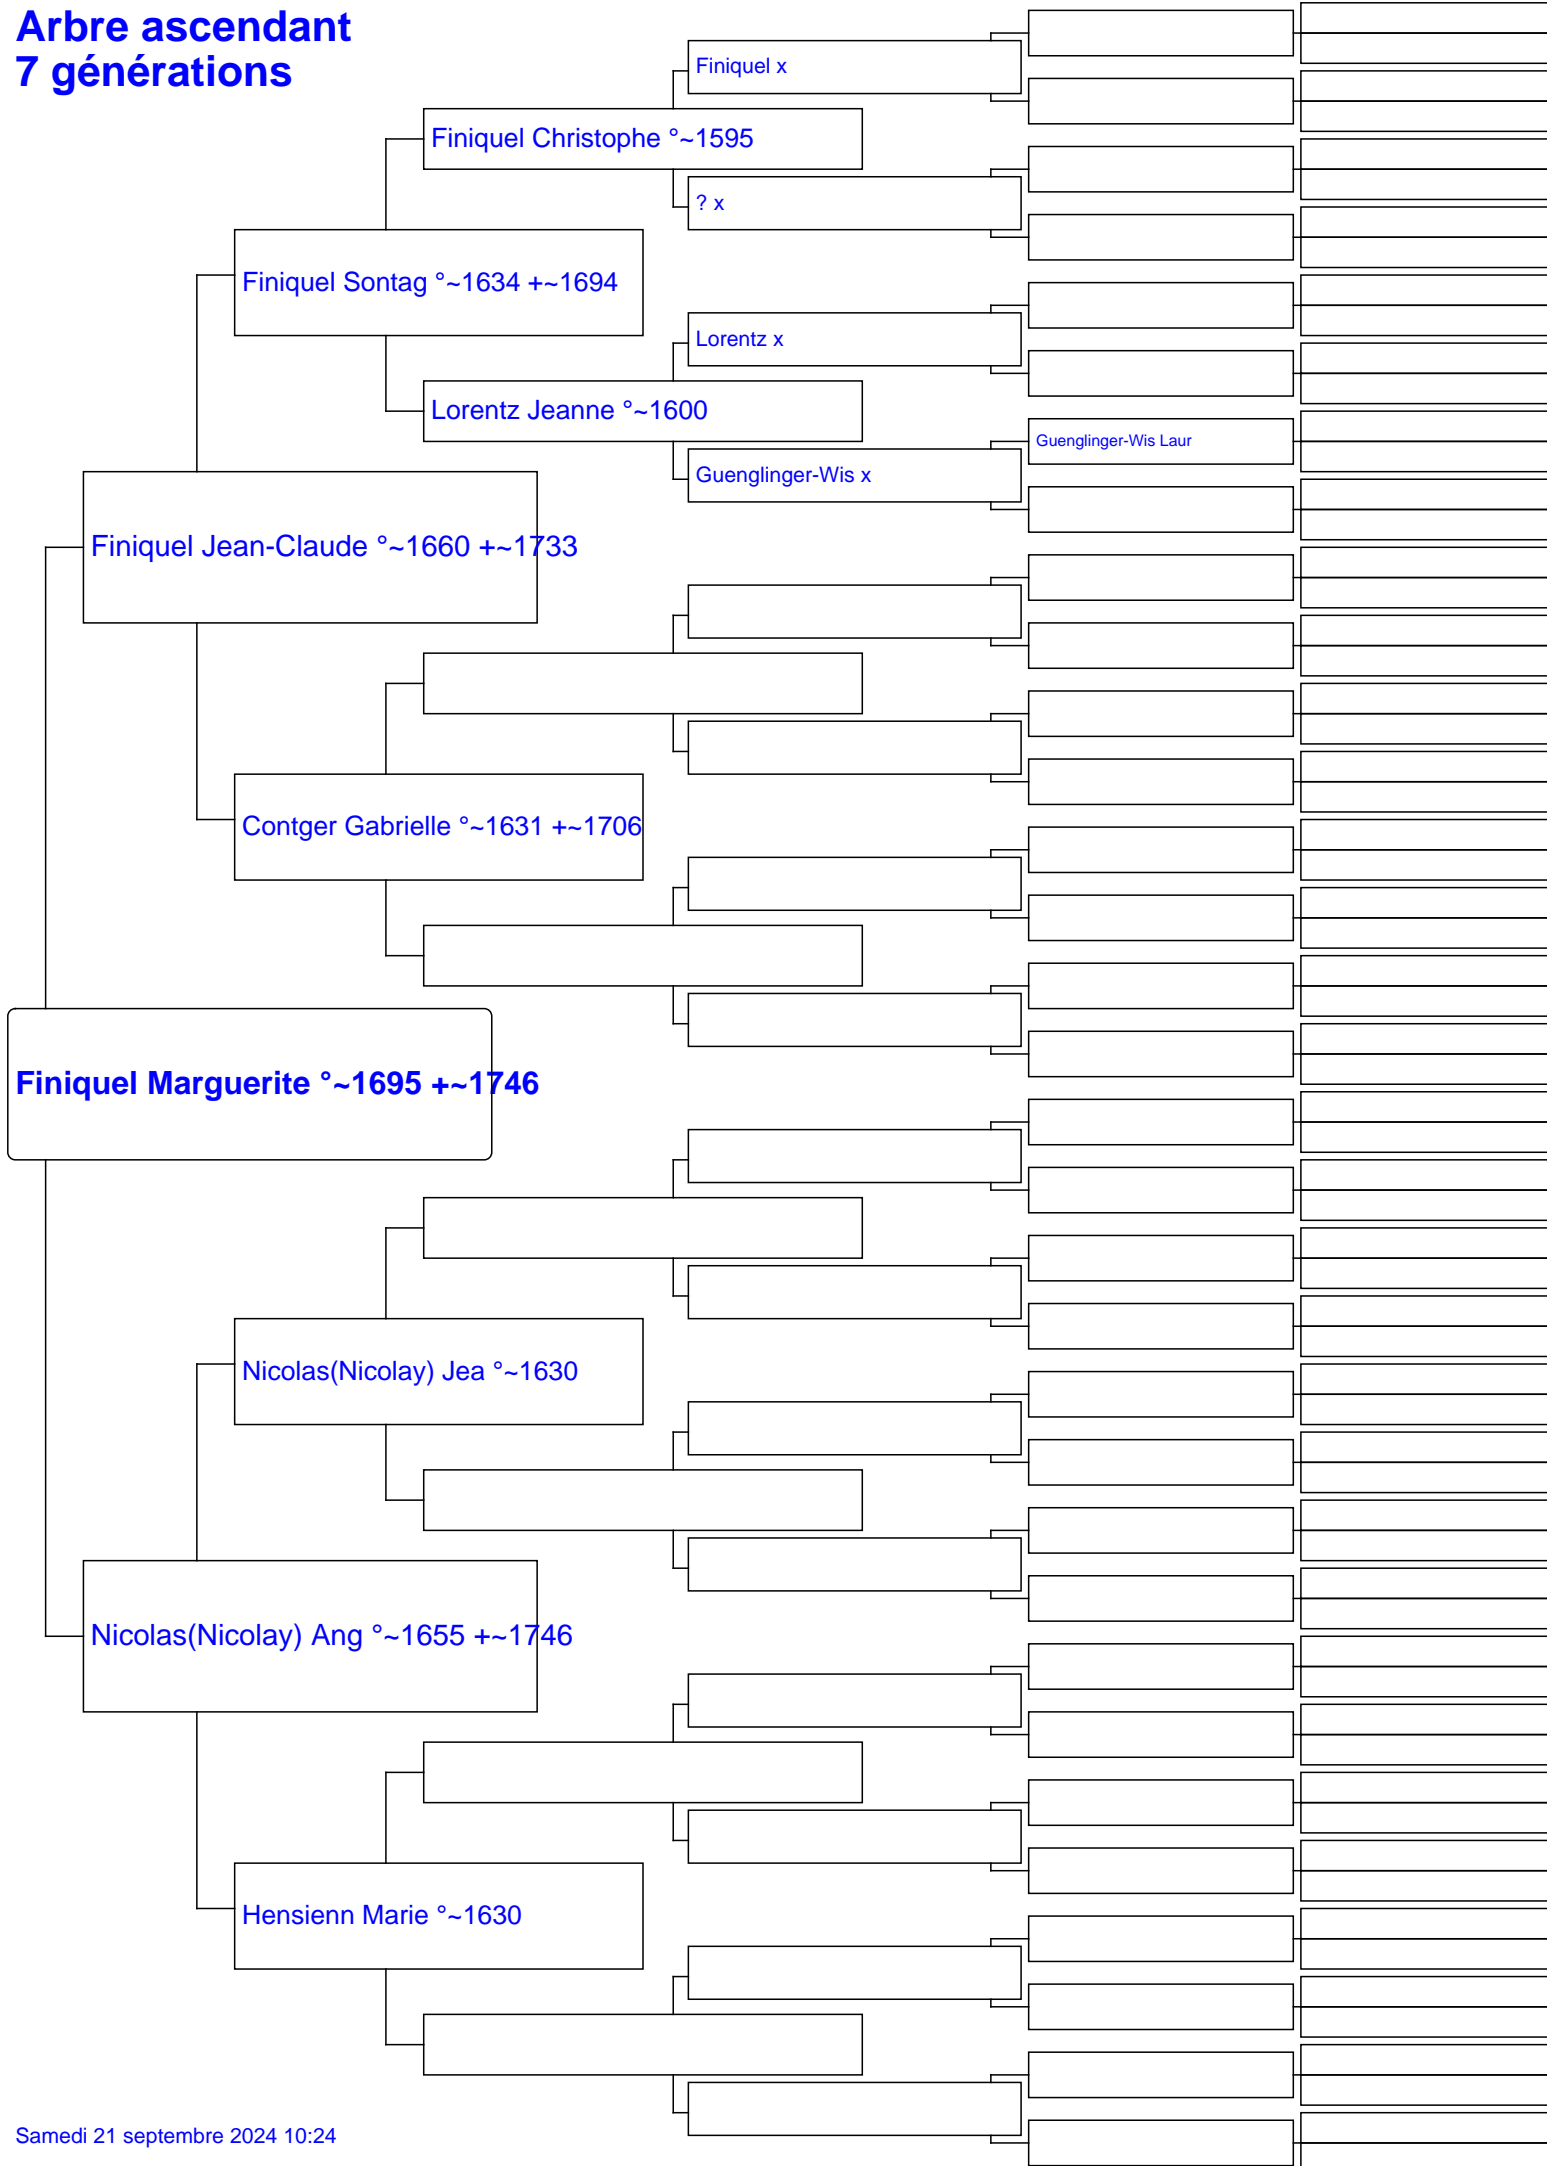 Arbre ascendant
7 générations
Finiquel x
Finiquel Christophe °~1595
? x
Finiquel Sontag °~1634 +~1694
Lorentz x
Lorentz Jeanne °~1600
Guenglinger-Wis Laur
Guenglinger-Wis x
Finiquel Jean-Claude °~1660 +~1733
Contger Gabrielle °~1631 +~1706
Finiquel Marguerite °~1695 +~1746
Nicolas(Nicolay) Jea °~1630
Nicolas(Nicolay) Ang °~1655 +~1746
Hensienn Marie °~1630
Samedi 21 septembre 2024 10:24